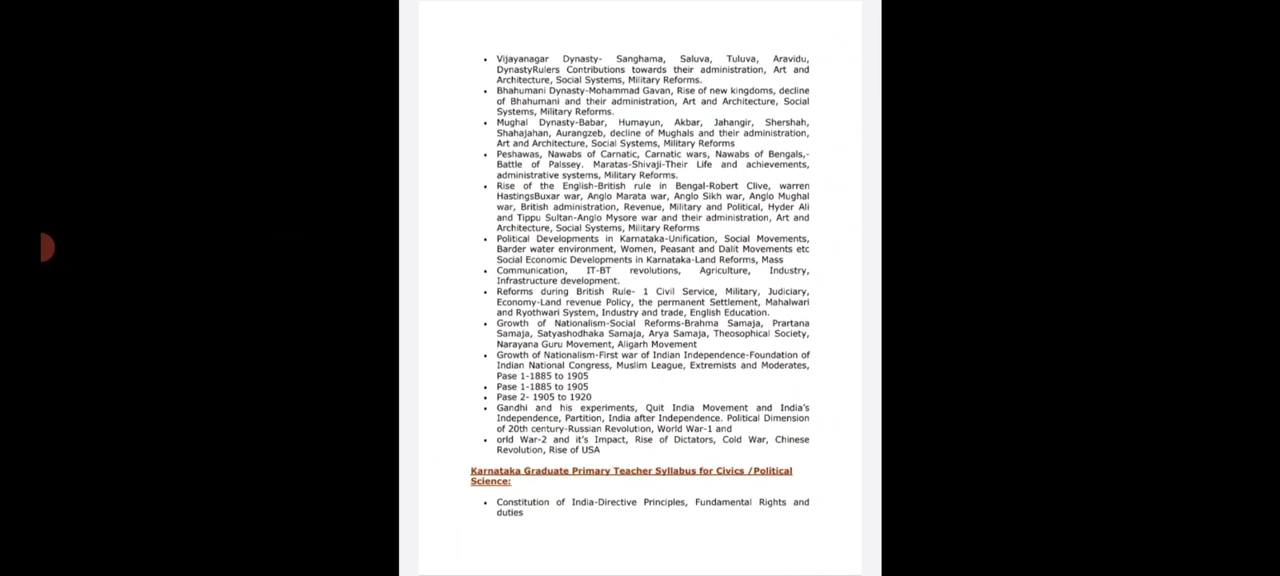 • Vijayanagar Dynasty- Sanghama, Saluva, Tuluva, Aravidu,
DynastyRulers Contributions towards their administration, Art and
Architecture, Social Systems, Military Reforms.
• Bhahumani Dynasty-Mohammad Gavan, Rise of new kingdoms, decline
of Bhahumani and their administration, Art and Architecture, Social
Systems, Military Reforms.
• Mughal Dynasty-Babar, Humayun, Akbar, Jahangir, Shershah,
Shahajahan, Aurangzeb, decline of Mughals and their administration,
Art and Architecture, Social Systems, Military Reforms
• Peshawas, Nawabs of Carnatic, Carnatic wars, Nawabs of Bengals,-
Battle of Palssey. Maratas-Shivaji-Their Life and achievements,
administrative systems, Military Reforms.
• Rise of the English-British rule in Bengal-Robert Clive, warren
HastingsBuxar war, Anglo Marata war, Anglo Sikh war, Anglo Mughal
war, British administration, Revenue, Military and Political, Hyder Ali
and Tippu Sultan-Anglo Mysore war and their administration, Art and
Architecture, Social Systems, Military Reforms
• Political Developments in Karnataka-Unification, Social Movements,
Barder water environment, Women, Peasant and Dalit Movements etc
Social Economic Developments in Karnataka-Land Reforms, Mass
• Communication, IT-BT revolutions, Agriculture, Industry,
Infrastructure development.
• Reforms during British Rule- 1 Civil Service, Military, Judiciary,
Economy-Land revenue Policy, the permanent Settlement, Mahalwari
and Ryothwari System, Industry and trade, English Education.
• Growth of Nationalism-Social Reforms-Brahma Samaja, Prartana
Samaja, Satyashodhaka Samaja, Arya Samaja, Theosophical Society,
Narayana Guru Movement, Aligarh Movement
• Growth of Nationalism-First war of Indian Independence-Foundation of
Indian National Congress, Muslim League, Extremists and Moderates,
Pase 1-1885 to 1905
• Pase 1-1885 to 1905
• Pase 2- 1905 to 1920
• Gandhi and his experiments, Quit India Movement and India's
Independence, Partition, India after Independence. Political Dimension
of 20th century-Russian Revolution, World War-1 and
• orld War-2 and it's Impact, Rise of Dictators, Cold War, Chinese
Revolution, Rise of USA
Karnataka Graduate Primary Teacher Syllabus for Civics /Political
Science:
• Constitution of India-Directive Principles, Fundamental Rights and
duties